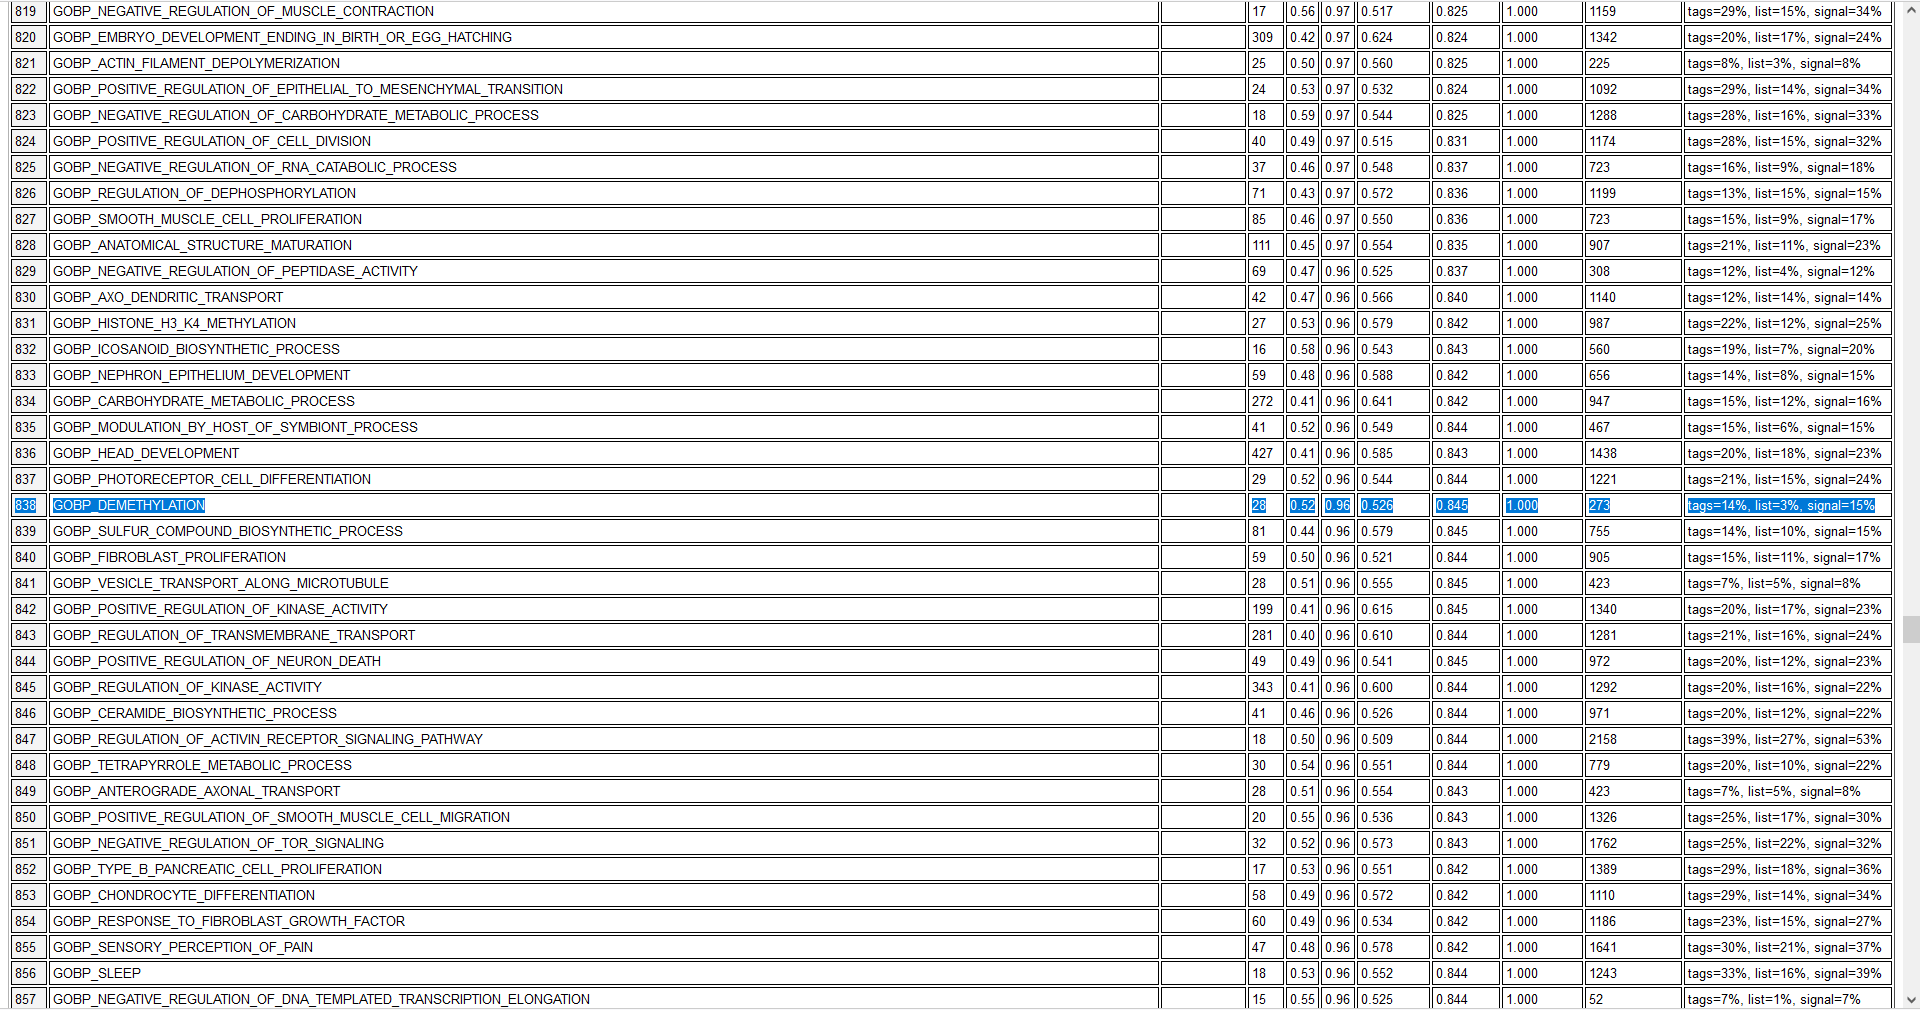 819 GOBP_NEGATIVE_REGULATION_OF_MUSCLE_CONTRACTION 17 0.56 0.97 0.517 0.825 1.000 1159 tags=29%, list=15%, signal=34%
820 GOBP_EMBRYO_DEVELOPMENT_ENDING_IN_BIRTH_OR_EGG_HATCHING 309 0.42 0.97 0.624 0.824 1.000 1342 tags=20%, list=17%, signal=24%
821 GOBP_ACTIN_FILAMENT_DEPOLYMERIZATION 25 0.50 0.97 0.560 0.825 1.000 225 tags=8%, list=3%, signal=8%
822 GOBP_POSITIVE_REGULATION_OF_EPITHELIAL_TO_MESENCHYMAL_TRANSITION 24 0.53 0.97 0.532 0.824 1.000 1092 tags=29%, list=14%, signal=34%
823 GOBP_NEGATIVE_REGULATION_OF_CARBOHYDRATE_METABOLIC_PROCESS 18 0.59 0.97 0.544 0.825 1.000 1288 tags=28%, list=16%, signal=33%
824 GOBP_POSITIVE_REGULATION_OF_CELL_DIVISION 40 0.49 0.97 0.515 0.831 1.000 1174 tags=28%, list=15%, signal=32%
825 GOBP_NEGATIVE_REGULATION_OF_RNA_CATABOLIC_PROCESS 37 0.46 0.97 0.548 0.837 1.000 723 tags=16%, list=9%, signal=18%
826 GOBP_REGULATION_OF_DEPHOSPHORYLATION 71 0.43 0.97 0.572 0.836 1.000 1199 tags=13%, list=15%, signal=15%
827 GOBP_SMOOTH_MUSCLE_CELL_PROLIFERATION 85 0.46 0.97 0.550 0.836 1.000 723 tags=15%, list=9%, signal=17%
828 GOBP_ANATOMICAL_STRUCTURE_MATURATION 111 0.45 0.97 0.554 0.835 1.000 907 tags=21%, list=11%, signal=23%
829 GOBP_NEGATIVE_REGULATION_OF_PEPTIDASE_ACTIVITY 69 0.47 0.96 0.525 0.837 1.000 308 tags=12%, list=4%, signal=12%
830 GOBP_AXO_DENDRITIC_TRANSPORT 42 0.47 0.96 0.566 0.840 1.000 1140 tags=12%, list=14%, signal=14%
831 GOBP_HISTONE_H3_K4_METHYLATION 27 0.53 0.96 0.579 0.842 1.000 987 tags=22%, list=12%, signal=25%
832 GOBP_ICOSANOID_BIOSYNTHETIC_PROCESS 16 0.58 0.96 0.543 0.843 1.000 560 tags=19%, list=7%, signal=20%
833 GOBP_NEPHRON_EPITHELIUM_DEVELOPMENT 59 0.48 0.96 0.588 0.842 1.000 656 tags=14%, list=8%, signal=15%
834 GOBP_CARBOHYDRATE_METABOLIC_PROCESS 272 0.41 0.96 0.641 0.842 1.000 947 tags=15%, list=12%, signal=16%
835 GOBP_MODULATION_BY_HOST_OF_SYMBIONT_PROCESS 41 0.52 0.96 0.549 0.844 1.000 467 tags=15%, list=6%, signal=15%
836 GOBP_HEAD_DEVELOPMENT 427 0.41 0.96 0.585 0.843 1.000 1438 tags=20%, list=18%, signal=23%
837 GOBP_PHOTORECEPTOR_CELL_DIFFERENTIATION 29 0.52 0.96 0.544 0.844 1.000 1221 tags=21%, list=15%, signal=24%
838 GOBP_DEMETHYLATION 28 0.52 0.96 0.526 0.845 1.000 273 tags=14%, list=3%, signal=15%
839 GOBP_SULFUR_COMPOUND_BIOSYNTHETIC_PROCESS 81 0.44 0.96 0.579 0.845 1.000 755 tags=14%, list=10%, signal=15%
840 GOBP_FIBROBLAST_PROLIFERATION 59 0.50 0.96 0.521 0.844 1.000 905 tags=15%, list=11%, signal=17%
841 GOBP_VESICLE_TRANSPORT_ALONG_MICROTUBULE 28 0.51 0.96 0.555 0.845 1.000 423 tags=7%, list=5%, signal=8%
842 GOBP_POSITIVE_REGULATION_OF_KINASE_ACTIVITY 199 0.41 0.96 0.615 0.845 1.000 1340 tags=20%, list=17%, signal=23%
843 GOBP_REGULATION_OF_TRANSMEMBRANE_TRANSPORT 281 0.40 0.96 0.610 0.844 1.000 1281 tags=21%, list=16%, signal=24%
844 GOBP_POSITIVE_REGULATION_OF_NEURON_DEATH 49 0.49 0.96 0.541 0.845 1.000 972 tags=20%, list=12%, signal=23%
845 GOBP_REGULATION_OF_KINASE_ACTIVITY 343 0.41 0.96 0.600 0.844 1.000 1292 tags=20%, list=16%, signal=22%
846 GOBP_CERAMIDE_BIOSYNTHETIC_PROCESS 41 0.46 0.96 0.526 0.844 1.000 971 tags=20%, list=12%, signal=22%
847 GOBP_REGULATION_OF_ACTIVIN_RECEPTOR_SIGNALING_PATHWAY 18 0.50 0.96 0.509 0.844 1.000 2158 tags=39%, list=27%, signal=53%
848 GOBP_TETRAPYRROLE_METABOLIC_PROCESS 30 0.54 0.96 0.551 0.844 1.000 779 tags=20%, list=10%, signal=22%
849 GOBP_ANTEROGRADE_AXONAL_TRANSPORT 28 0.51 0.96 0.554 0.843 1.000 423 tags=7%, list=5%, signal=8%
850 GOBP_POSITIVE_REGULATION_OF_SMOOTH_MUSCLE_CELL_MIGRATION 20 0.55 0.96 0.536 0.843 1.000 1326 tags=25%, list=17%, signal=30%
851 GOBP_NEGATIVE_REGULATION_OF_TOR_SIGNALING 32 0.52 0.96 0.573 0.843 1.000 1762 tags=25%, list=22%, signal=32%
852 GOBP_TYPE_B_PANCREATIC_CELL_PROLIFERATION 17 0.53 0.96 0.551 0.842 1.000 1389 tags=29%, list=18%, signal=36%
853 GOBP_CHONDROCYTE_DIFFERENTIATION 58 0.49 0.96 0.572 0.842 1.000 1110 tags=29%, list=14%, signal=34%
854 GOBP_RESPONSE_TO_FIBROBLAST_GROWTH_FACTOR 60 0.49 0.96 0.534 0.842 1.000 1186 tags=23%, list=15%, signal=27%
855 GOBP_SENSORY_PERCEPTION_OF_PAIN 47 0.48 0.96 0.578 0.842 1.000 1641 tags=30%, list=21%, signal=37%
856 GOBP_SLEEP 18 0.53 0.96 0.552 0.844 1.000 1243 tags=33%, list=16%, signal=39%
857 GOBP_NEGATIVE_REGULATION_OF_DNA_TEMPLATED_TRANSCRIPTION_ELONGATION 15 0.55 0.96 0.525 0.844 1.000 52 tags=7%, list=1%, signal=7%